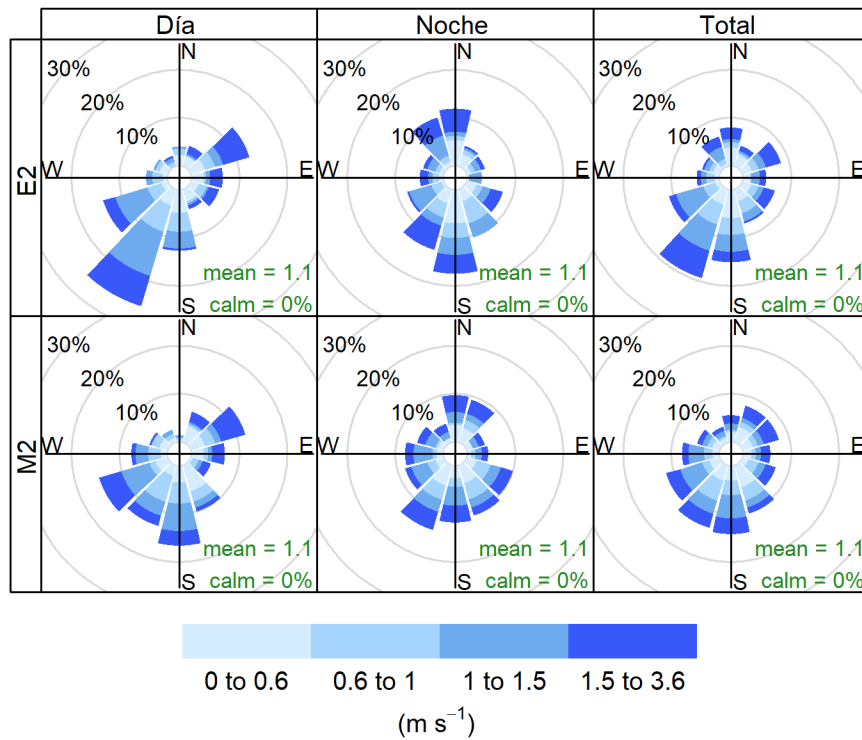 Día Noche Total
E2
N
30%
20%
10%
W E
S
mean = 1.1
calm = 0%
N
30%
20%
10%
W E
S
mean = 1.1
calm = 0%
N
30%
20%
10%
W E
S
mean = 1.1
calm = 0%
M2
N
30%
20%
10%
W E
S
mean = 1.1
calm = 0%
N
30%
20%
10%
W E
S
mean = 1.1
calm = 0%
N
30%
20%
10%
W E
S
mean = 1.1
calm = 0%
0 to 0.6 0.6 to 1 1 to 1.5 1.5 to 3.6
(m s⁻¹)